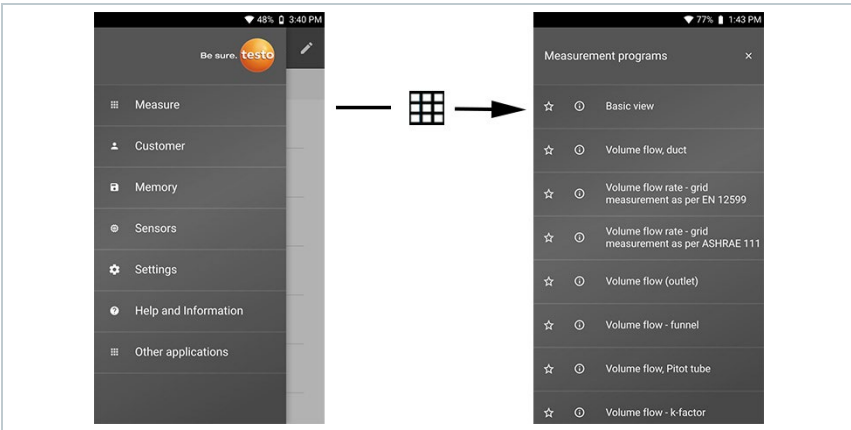 48% 3:40 PM
Be sure. testo
Measure
Customer
Memory
Sensors
Settings
Help and Information
Other applications
77% 1:43 PM
Measurement programs ×
Basic view
Volume flow, duct
Volume flow rate - grid
measurement as per EN 12599
Volume flow rate - grid
measurement as per ASHRAE 111
Volume flow (outlet)
Volume flow - funnel
Volume flow, Pitot tube
Volume flow - k-factor